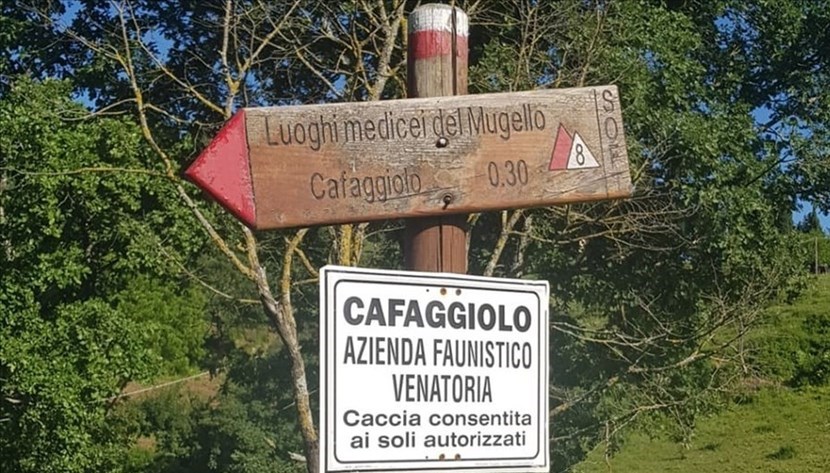 Luoghi medicei del Mugello
Cafaggiolo 0.30
8
SOF
CAFAGGIOLO
AZIENDA FAUNISTICO
VENATORIA
Caccia consentita
ai soli autorizzati